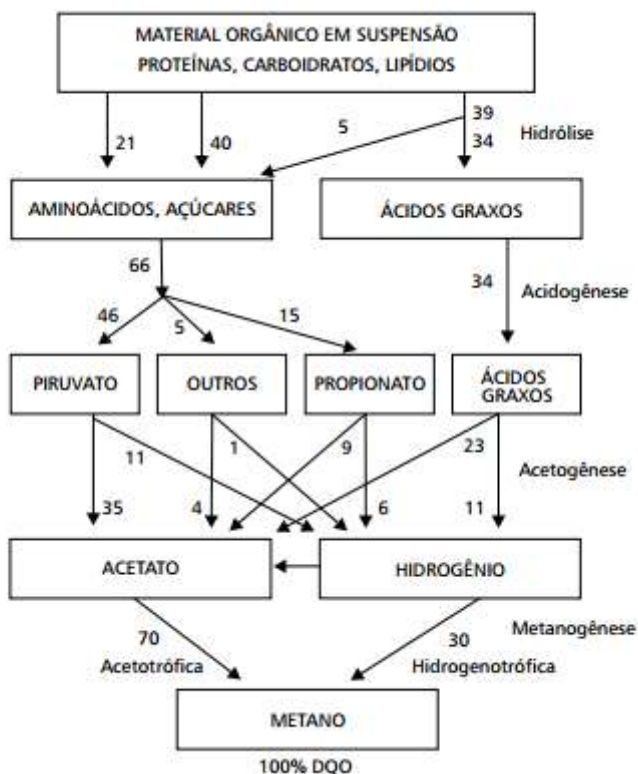 MATERIAL ORGÂNICO EM SUSPENSÃO
PROTEÍNAS, CARBOIDRATOS, LIPÍDIOS
21
40
5
39
34
Hidrólise
AMINOÁCIDOS, AÇÚCARES
ÁCIDOS GRAXOS
66
34
Acidogênese
46
5
15
PIRUVATO
OUTROS
PROPIONATO
ÁCIDOS
GRAXOS
11
1
9
23
Acetogênese
35
4
6
11
ACETATO
HIDROGÊNIO
70
Acetotrófica
30
Hidrogenotrófica
Metanogênese
METANO
100% DQO